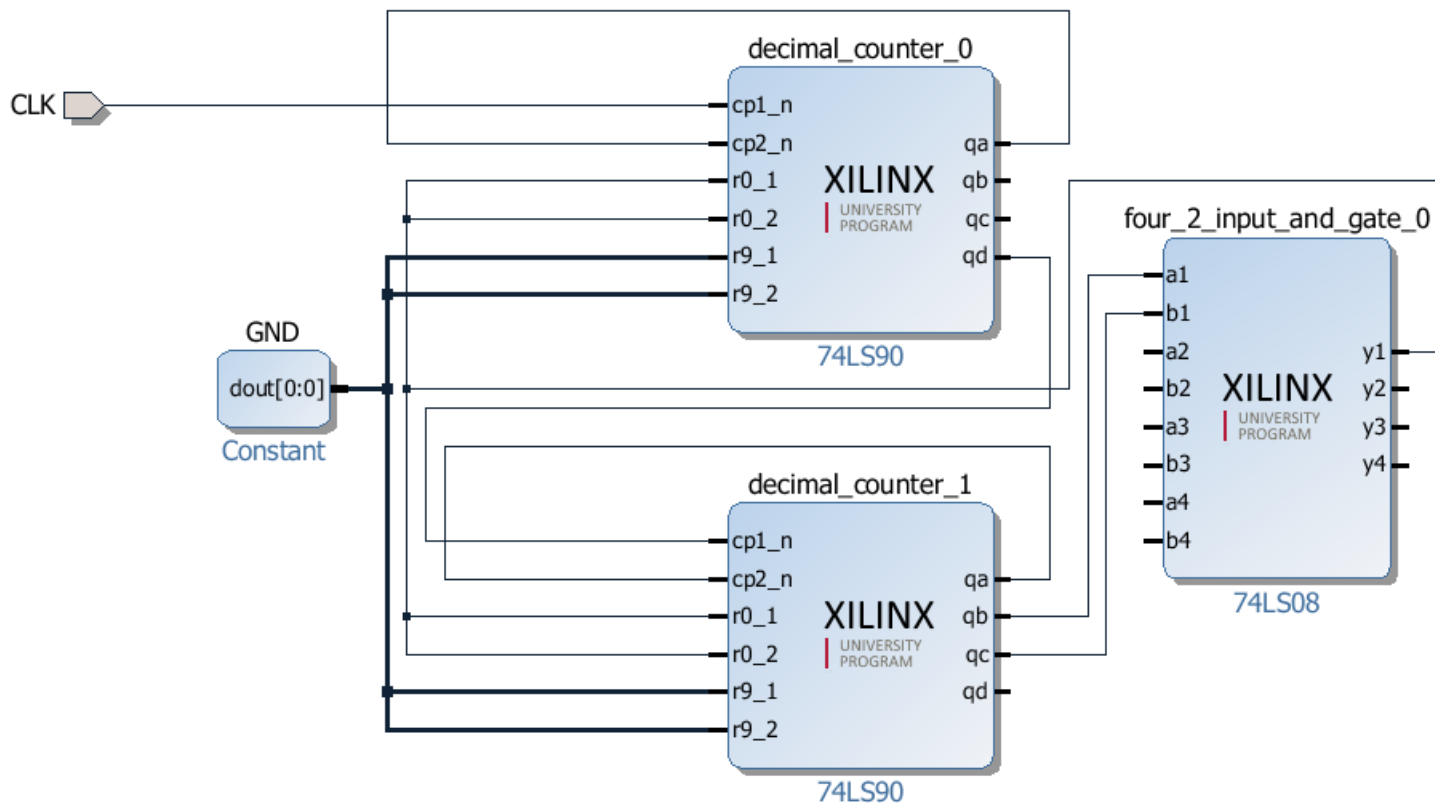 CLK
decimal_counter_0
cp1_n
cp2_n
r0_1
r0_2
r9_1
r9_2
qa
qb
qc
qd
XILINX
UNIVERSITY
PROGRAM
74LS90
GND
dout[0:0]
Constant
four_2_input_and_gate_0
a1
b1
a2
b2
a3
b3
a4
b4
y1
y2
y3
y4
XILINX
UNIVERSITY
PROGRAM
74LS08
decimal_counter_1
cp1_n
cp2_n
r0_1
r0_2
r9_1
r9_2
qa
qb
qc
qd
XILINX
UNIVERSITY
PROGRAM
74LS90